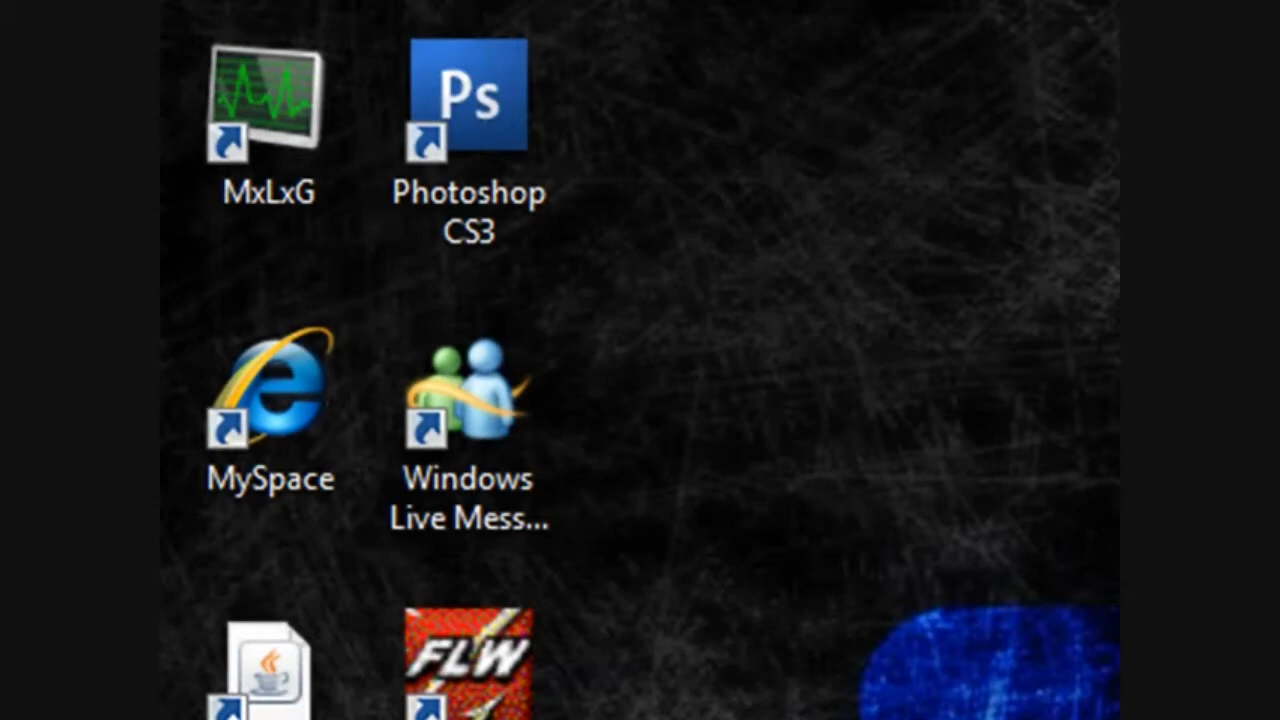 Ps
MxLxG
Photoshop
CS3
MySpace
Windows
Live Mess...
FLW